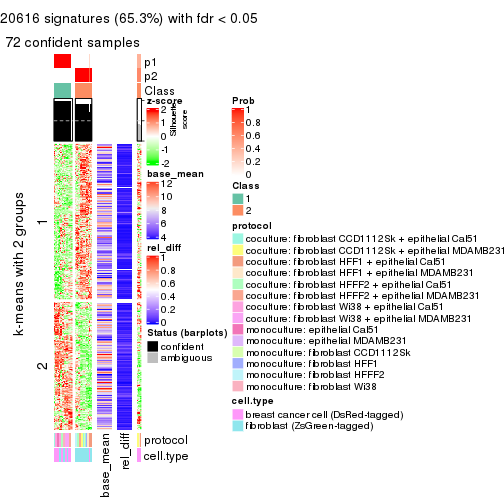 20616 signatures (65.3%) with fdr < 0.05
72 confident samples
p1
p2
Class
z-score
2
1
0
-1
-2
Silhouette
score
base_mean
12
10
8
6
4
rel_diff
1
0.8
0.6
0.4
0.2
0
Status (barplots)
confident
ambiguous
k-means with 2 groups
1
2
protocol
cell.type
base_mean
rel_diff
Prob
1
0.8
0.6
0.4
0.2
0
Class
1
2
protocol
coculture: fibroblast CCD1112Sk + epithelial Cal51
coculture: fibroblast CCD1112Sk + epithelial MDAMB231
coculture: fibroblast HFF1 + epithelial Cal51
coculture: fibroblast HFF1 + epithelial MDAMB231
coculture: fibroblast HFFF2 + epithelial Cal51
coculture: fibroblast HFFF2 + epithelial MDAMB231
coculture: fibroblast Wi38 + epithelial Cal51
coculture: fibroblast Wi38 + epithelial MDAMB231
monoculture: epithelial Cal51
monoculture: epithelial MDAMB231
monoculture: fibroblast CCD1112Sk
monoculture: fibroblast HFF1
monoculture: fibroblast HFFF2
monoculture: fibroblast Wi38
cell.type
breast cancer cell (DsRed-tagged)
fibroblast (ZsGreen-tagged)